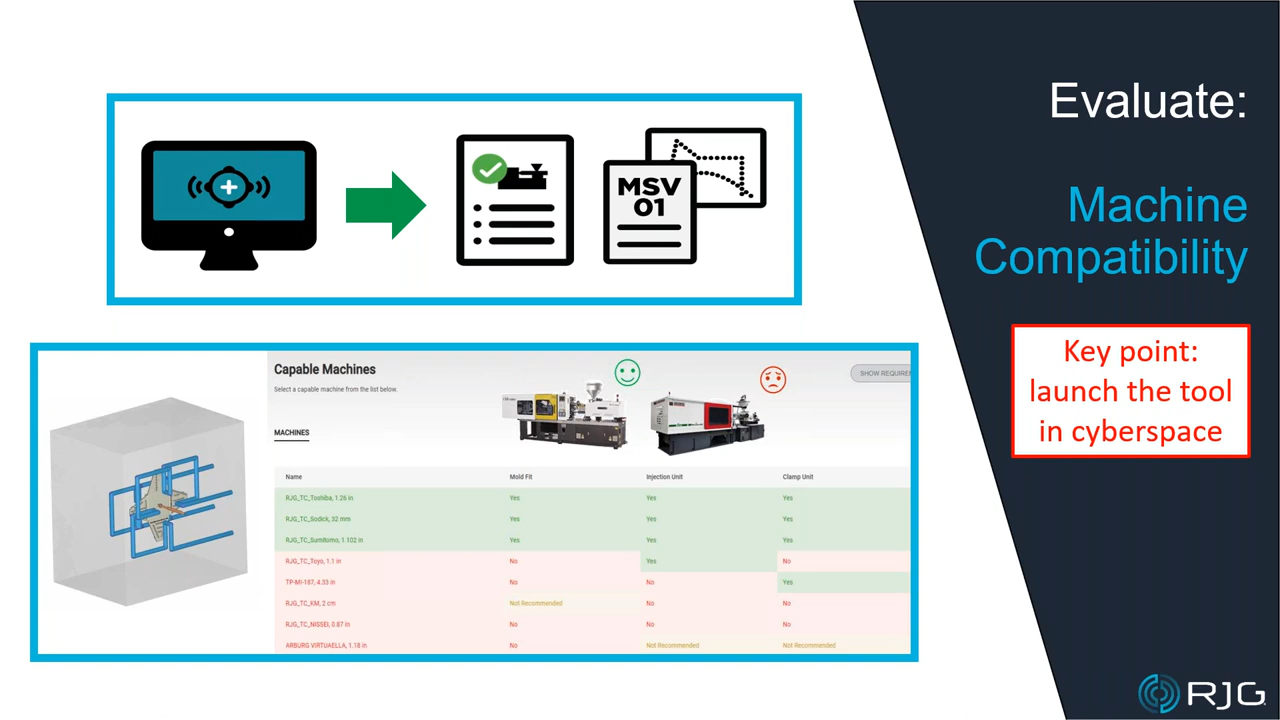 Evaluate:
Machine
Compatibility
Key point:
launch the tool
in cyberspace
MSV
01
Capable Machines
Select a capable machine from the list below.
SHOW REQUIREM
MACHINES
Name Mold Fit Injection Unit Clamp Unit
RJG_TC_Toshiba, 1.26 in Yes Yes Yes
RJG_TC_Sodick, 32 mm Yes Yes Yes
RJG_TC_Sumitomo, 1.102 in Yes Yes Yes
RJG_TC_Toyo, 1.1 in No Yes No
TP-MI-187, 4.33 in No No Yes
RJG_TC_KM, 2 cm Not Recommended No No
RJG_TC_NISSEI, 0.87 in No No No
ARBURG VIRTUAELLA, 1.18 in No Not Recommended Not Recommended
RJG